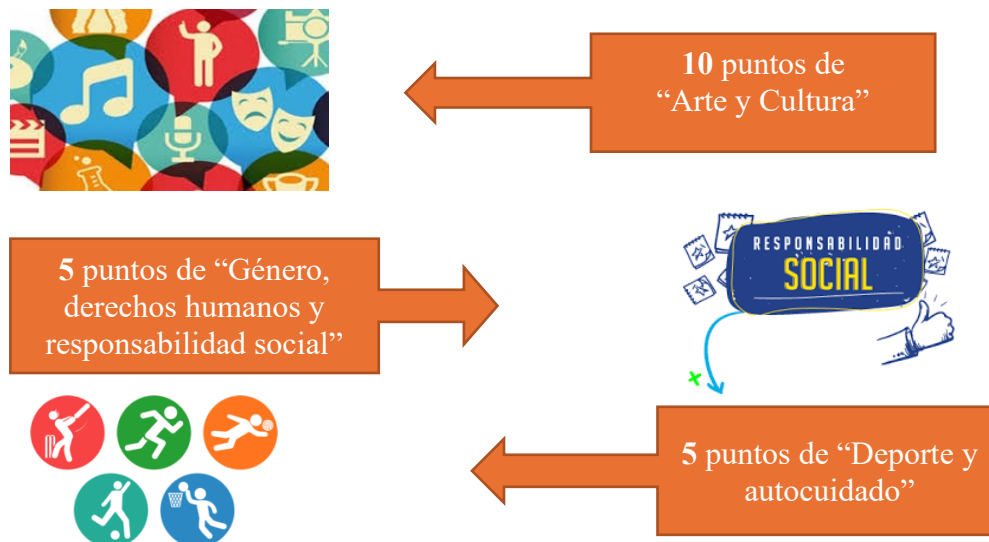 10 puntos de
“Arte y Cultura”
RESPONSABILIDAD
SOCIAL
5 puntos de “Género,
derechos humanos y
responsabilidad social”
5 puntos de “Deporte y
autocuidado”